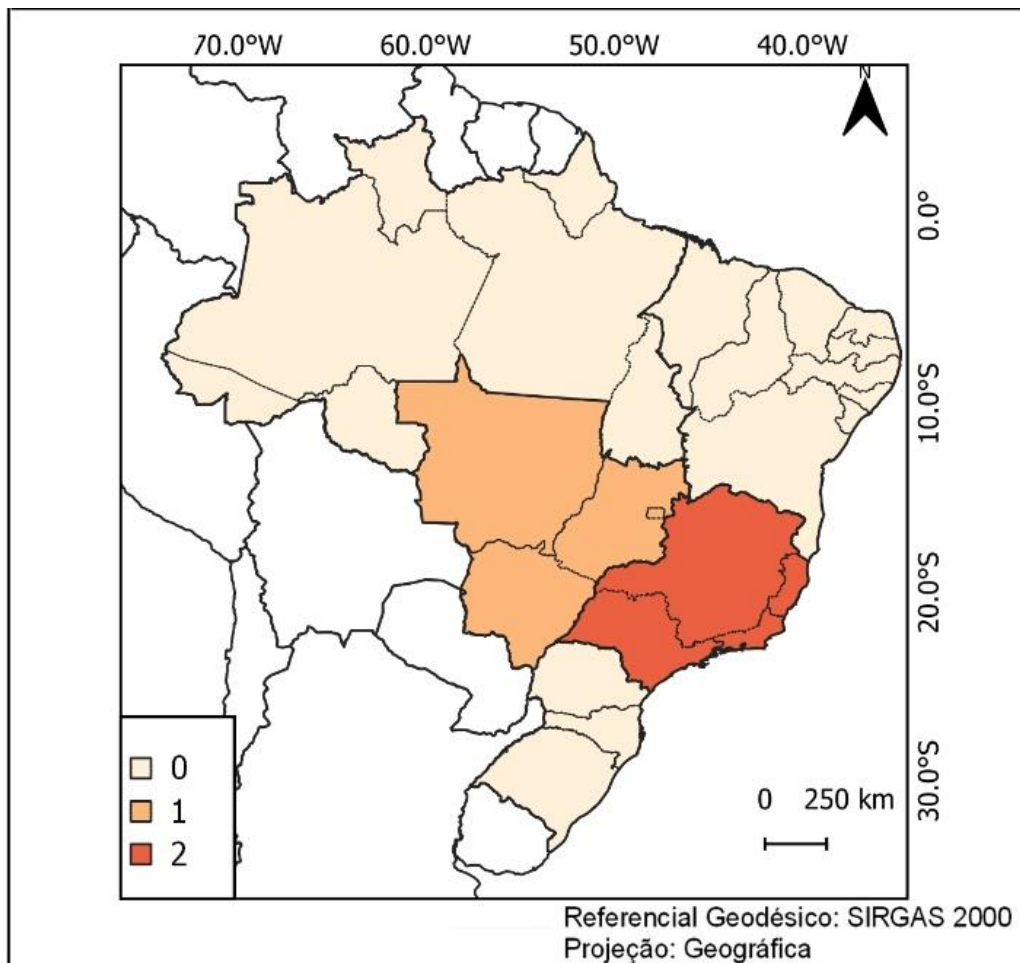 70.0°W 60.0°W 50.0°W 40.0°W
N
0.0°
10.0°S
20.0°S
30.0°S
0
1
2
0 250 km
Referencial Geodésico: SIRGAS 2000
Projeção: Geográfica